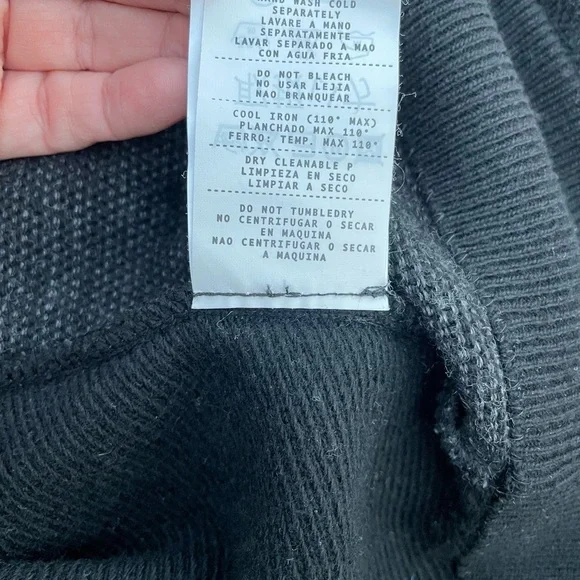 HAND WASH COLD
SEPARATELY
LAVARE A MANO
SEPARATAMENTE
LAVAR SEPARADO A MAO
CON AGUA FRIA
DO NOT BLEACH
NO USAR LEJIA
NAO BRANQUEAR
COOL IRON (110° MAX)
PLANCHADO MAX 110°
FERRO: TEMP. MAX 110°
DRY CLEANABLE P
LIMPIEZA EN SECO
LIMPIAR A SECO
DO NOT TUMBLEDRY
NO CENTRIFUGAR O SECAR
EN MAQUINA
NAO CENTRIFUGAR O SECAR
A MAQUINA